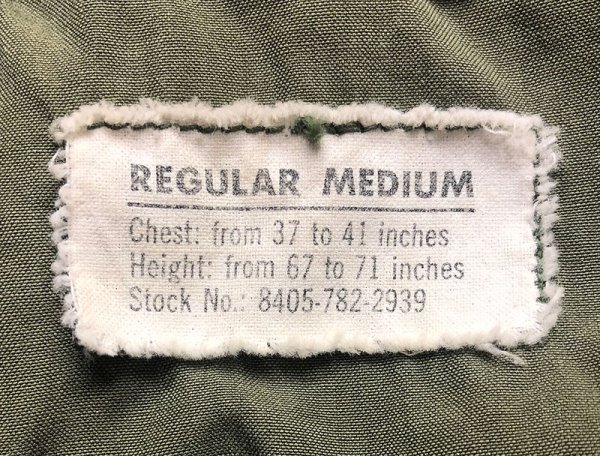 REGULAR MEDIUM
Chest: from 37 to 41 inches
Height: from 67 to 71 inches
Stock No.: 8405-782-2939